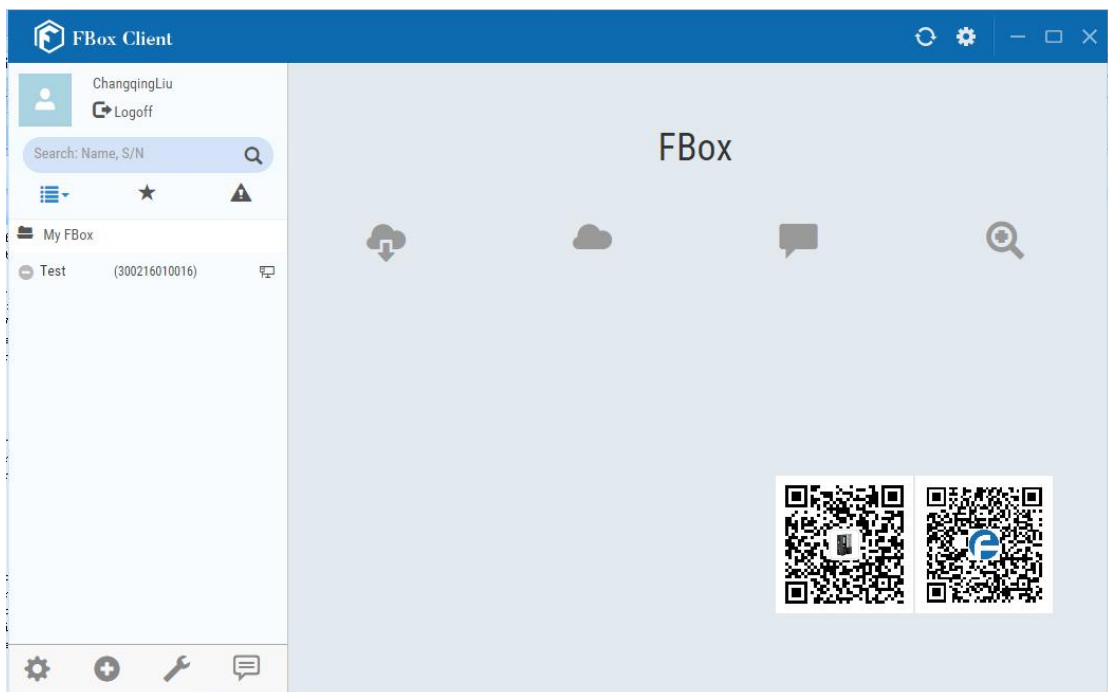 FBox Client
ChangqingLiu
Logoff
Search: Name, S/N
My FBox
Test (300216010016)
FBox